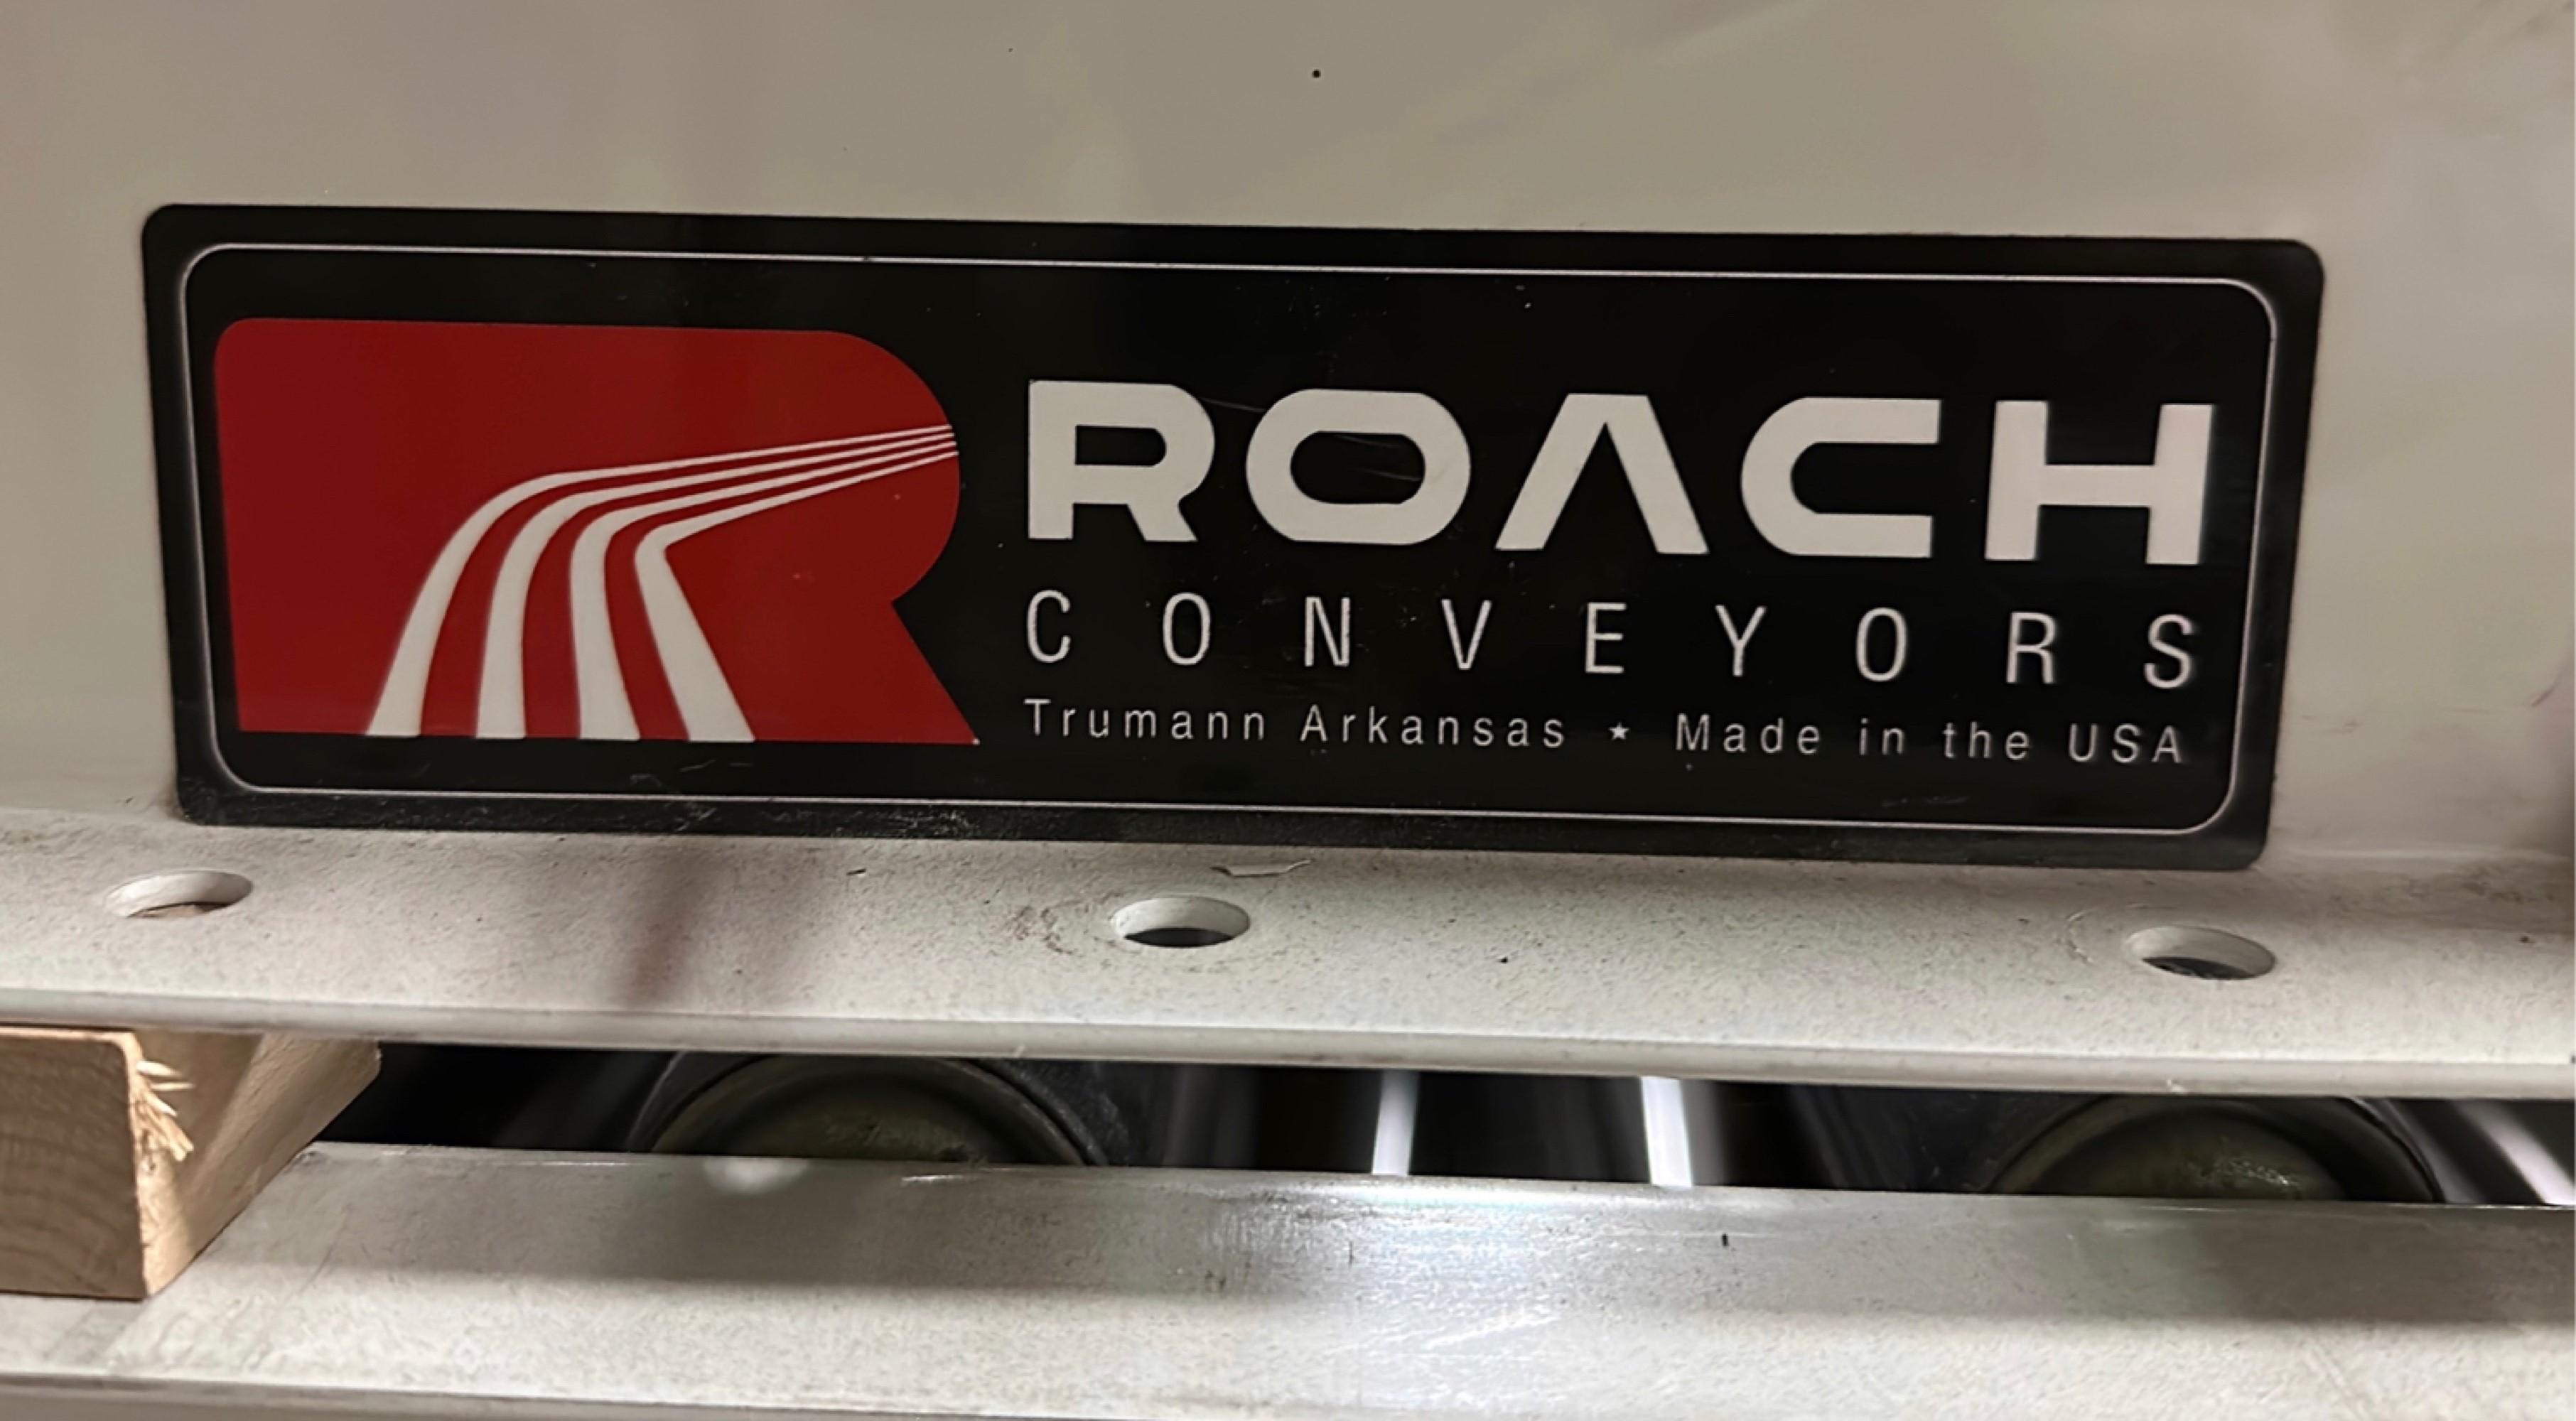 ROACH
CONVEYORS
Trumann Arkansas ★ Made in the USA